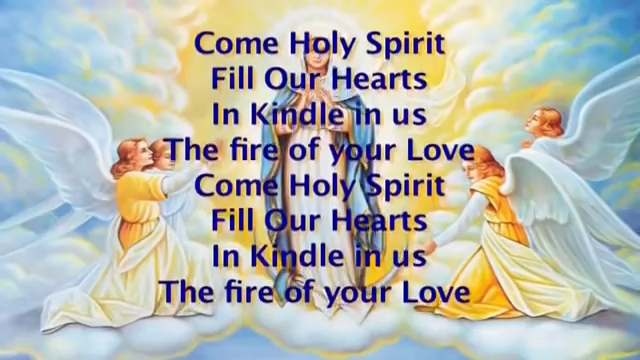 Come Holy Spirit
Fill Our Hearts
In Kindle in us
The fire of your Love
Come Holy Spirit
Fill Our Hearts
In Kindle in us
The fire of your Love